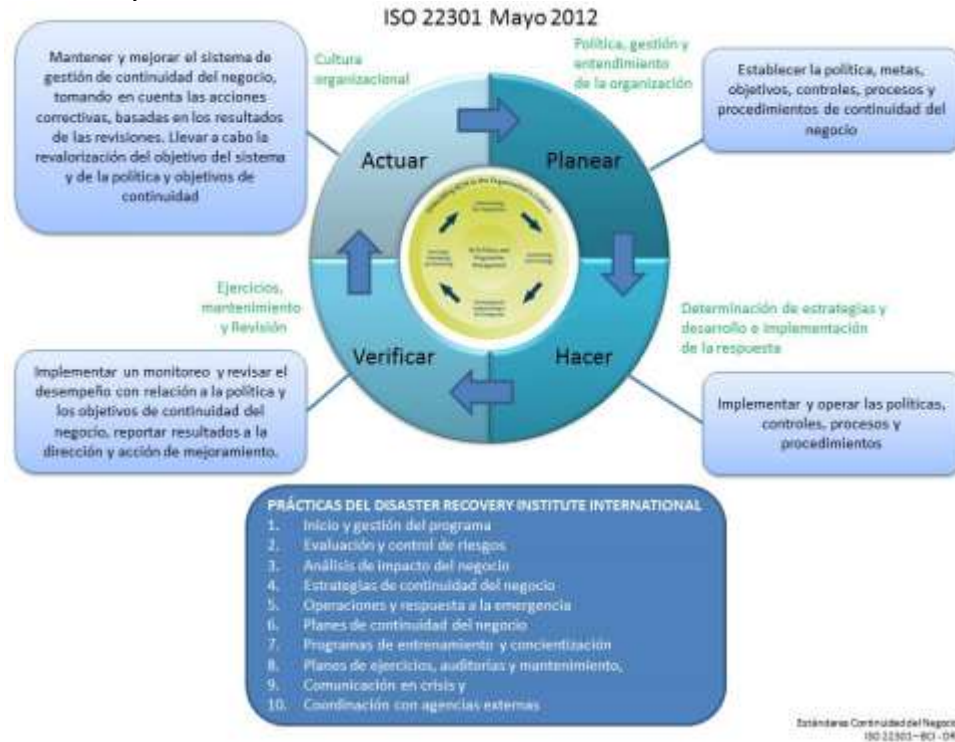 ISO 22301 Mayo 2012
Mantener y mejorar el sistema de
gestión de continuidad del negocio,
tomando en cuenta las acciones
correctivas, basadas en los resultados
de las revisiones. Llevar a cabo la
revalorización del objetivo del sistema
y de la política y objetivos de
continuidad
Cultura
organizacional
Política, gestión y
entendimiento
de la organización
Establecer la política, metas,
objetivos, controles, procesos y
procedimientos de continuidad del
negocio
Actuar
Planear
Ejercicios,
mantenimiento
y Revisión
Determinación de estrategias y
desarrollo e implementación
de la respuesta
Verificar
Hacer
Implementar un monitoreo y revisar el
desempeño con relación a la política y
los objetivos de continuidad del
negocio, reportar resultados a la
dirección y acción de mejoramiento.
Implementar y operar las políticas,
controles, procesos y
procedimientos
PRÁCTICAS DEL DISASTER RECOVERY INSTITUTE INTERNATIONAL
1. Inicio y gestión del programa
2. Evaluación y control de riesgos
3. Análisis de impacto del negocio
4. Estrategias de continuidad del negocio
5. Operaciones y respuesta a la emergencia
6. Planes de continuidad del negocio
7. Programas de entrenamiento y concientización
8. Planes de ejercicios, auditorias y mantenimiento,
9. Comunicación en crisis y
10. Coordinación con agencias externas
Estándares Continuidad del Negocio
ISO 22301 – BCI - DR